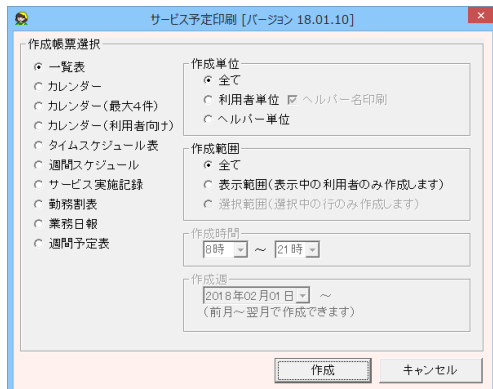 サービス予定印刷 [バージョン 18.01.10]
作成帳票選択
一覧表
カレンダー
カレンダー(最大4件)
カレンダー(利用者向け)
タイムスケジュール表
週間スケジュール
サービス実施記録
勤務割表
業務日報
週間予定表
作成単位
全て
利用者単位 ヘルパー名印刷
ヘルパー単位
作成範囲
全て
表示範囲(表示中の利用者のみ作成します)
選択範囲(選択中の行のみ作成します)
作成時間
8時 ～ 21時
作成週
2018年02月01日 ～
(前月～翌月で作成できます)
作成 キャンセル